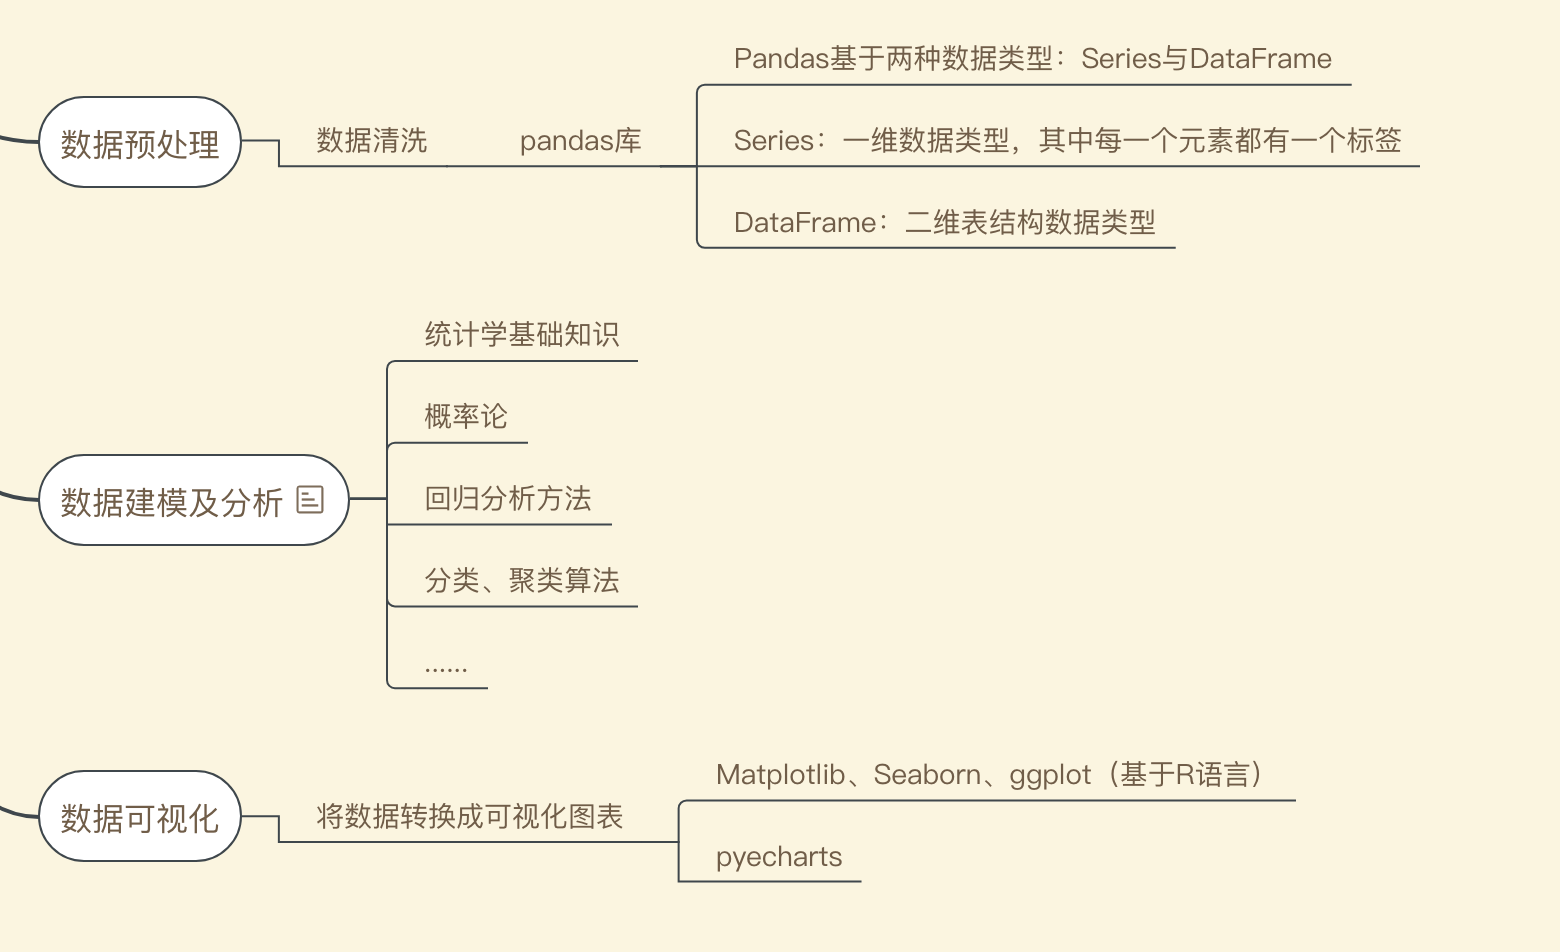 Pandas基于两种数据类型：Series与DataFrame
数据预处理
数据清洗
pandas库
Series：一维数据类型，其中每一个元素都有一个标签
DataFrame：二维表结构数据类型
统计学基础知识
概率论
数据建模及分析
回归分析方法
分类、聚类算法
......
Matplotlib、Seaborn、ggplot（基于R语言）
数据可视化
将数据转换成可视化图表
pyecharts